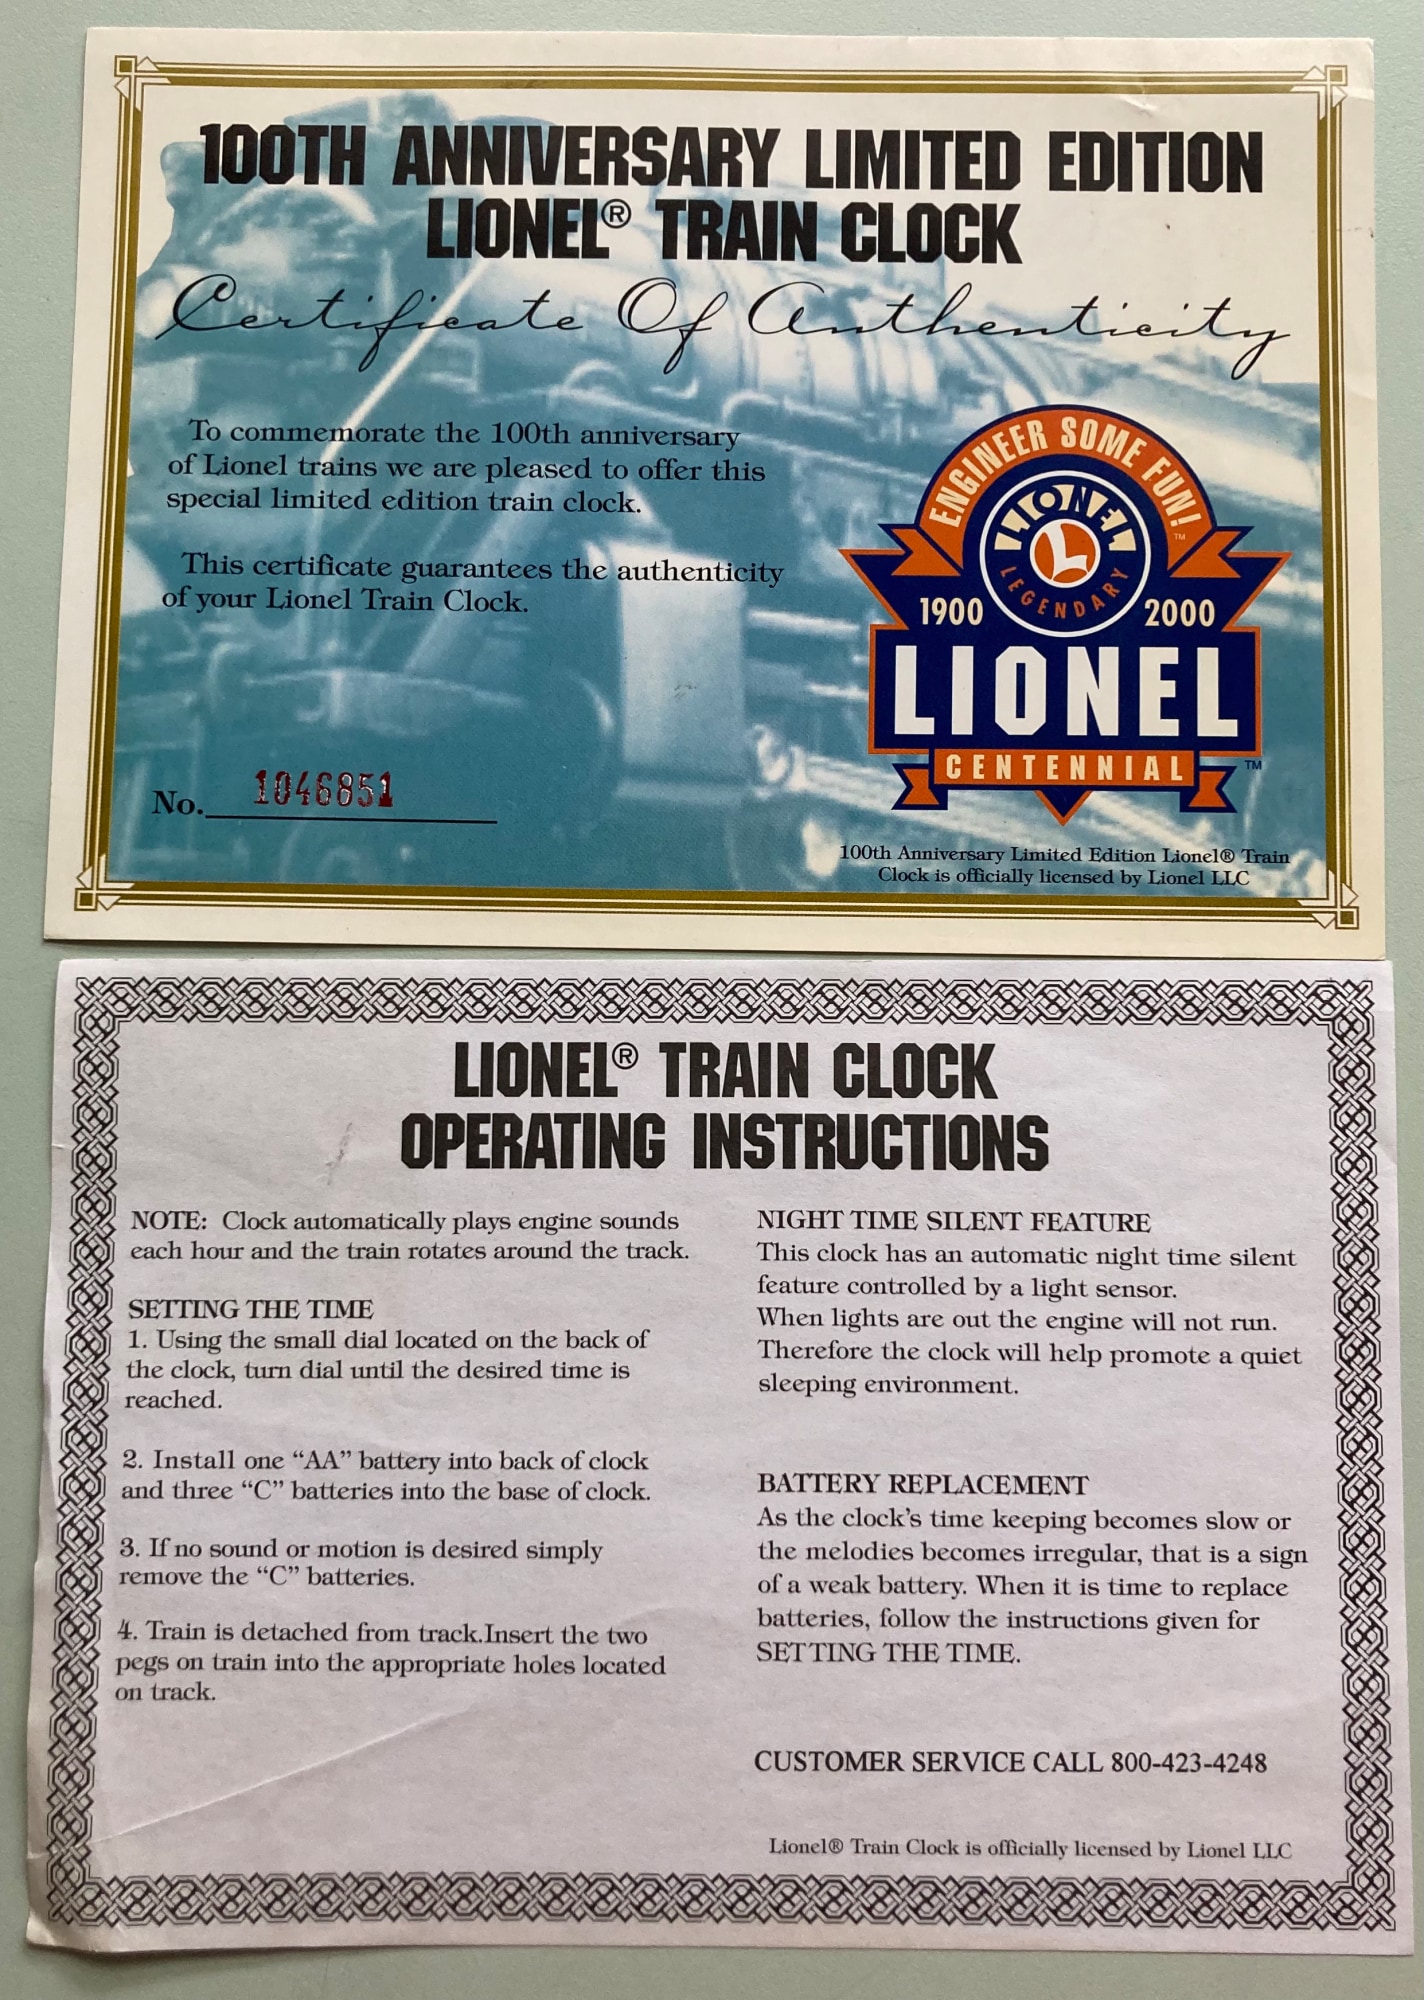 100TH ANNIVERSARY LIMITED EDITION
LIONEL® TRAIN CLOCK
Certificate Of Authenticity
To commemorate the 100th anniversary
of Lionel trains we are pleased to offer this
special limited edition train clock.
This certificate guarantees the authenticity
of your Lionel Train Clock.
No. 1046851
ENGINEER SOME FUN!™
LIONEL
L
LEGENDARY
1900 2000
LIONEL
CENTENNIAL™
100th Anniversary Limited Edition Lionel® Train
Clock is officially licensed by Lionel LLC
LIONEL® TRAIN CLOCK
OPERATING INSTRUCTIONS
NOTE: Clock automatically plays engine sounds
each hour and the train rotates around the track.
SETTING THE TIME
1. Using the small dial located on the back of
the clock, turn dial until the desired time is
reached.
2. Install one “AA” battery into back of clock
and three “C” batteries into the base of clock.
3. If no sound or motion is desired simply
remove the “C” batteries.
4. Train is detached from track.Insert the two
pegs on train into the appropriate holes located
on track.
NIGHT TIME SILENT FEATURE
This clock has an automatic night time silent
feature controlled by a light sensor.
When lights are out the engine will not run.
Therefore the clock will help promote a quiet
sleeping environment.
BATTERY REPLACEMENT
As the clock’s time keeping becomes slow or
the melodies becomes irregular, that is a sign
of a weak battery. When it is time to replace
batteries, follow the instructions given for
SETTING THE TIME.
CUSTOMER SERVICE CALL 800-423-4248
Lionel® Train Clock is officially licensed by Lionel LLC